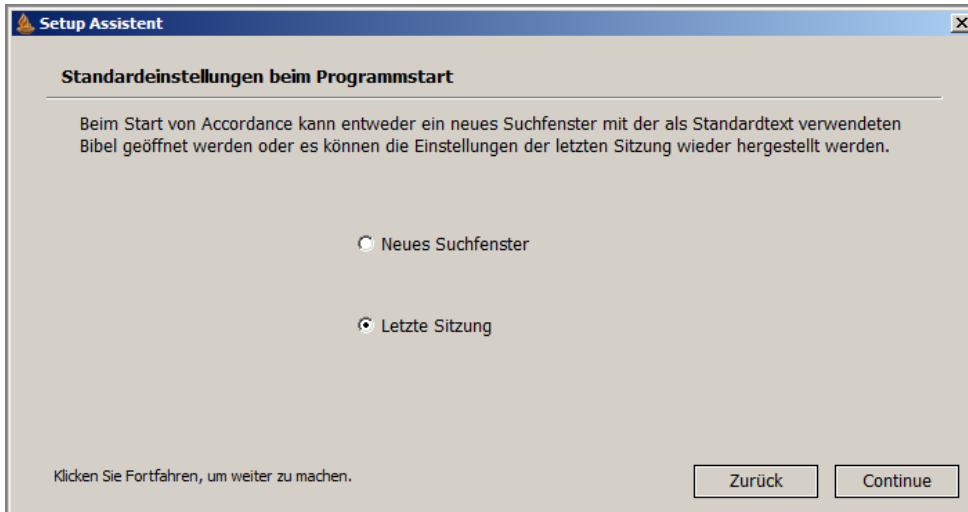 Setup Assistent
Standardeinstellungen beim Programmstart
Beim Start von Accordance kann entweder ein neues Suchfenster mit der als Standardtext verwendeten
Bibel geöffnet werden oder es können die Einstellungen der letzten Sitzung wieder hergestellt werden.
Neues Suchfenster
Letzte Sitzung
Klicken Sie Fortfahren, um weiter zu machen.
Zurück
Continue